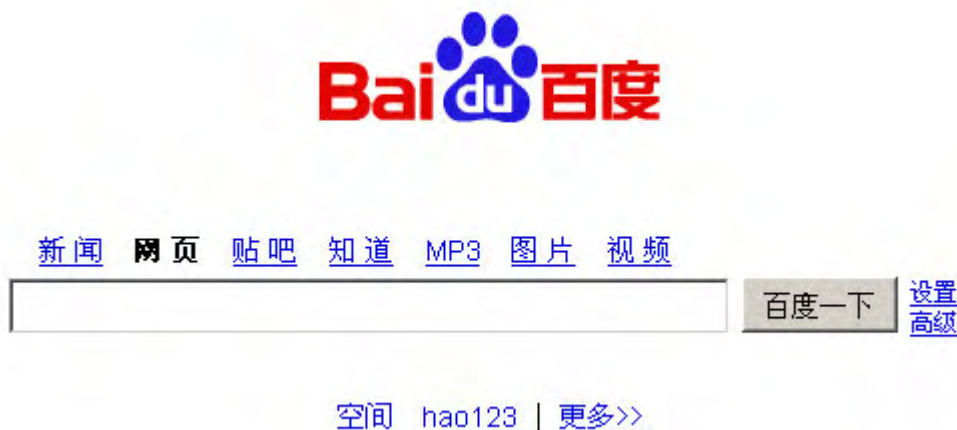 Bai du 百度
新闻 网页 贴吧 知道 MP3 图片 视频
百度一下 设置
高级
空间 hao123 | 更多>>